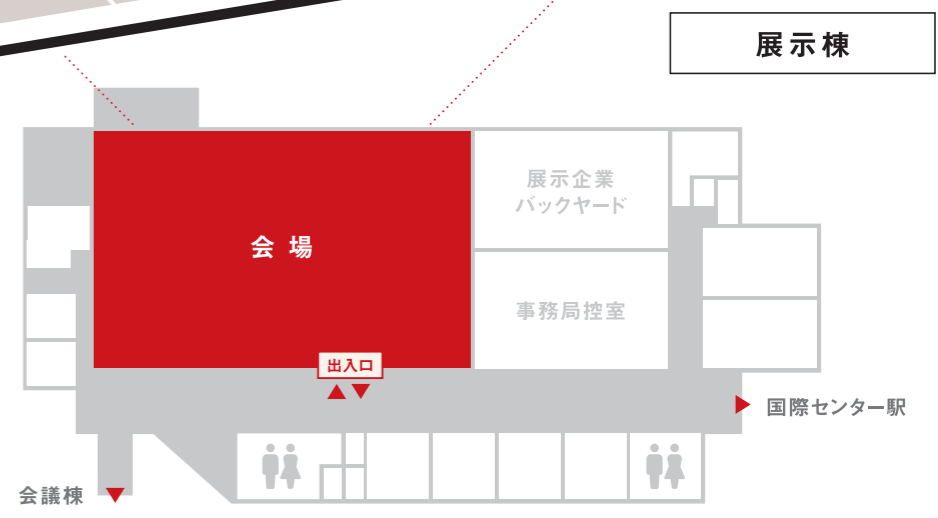 展示棟
展示企業
バックヤード
会場
事務局控室
出入口
国際センター駅
会議棟